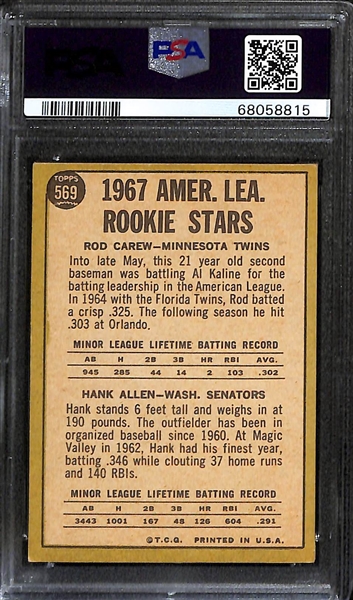 PSA
68058815
TOPPS
569
1967 AMER. LEA.
ROOKIE STARS
ROD CAREW—MINNESOTA TWINS
Into late May, this 21 year old second
baseman was battling Al Kaline for the
batting leadership in the American League.
In 1964 with the Florida Twins, Rod batted
a crisp .325. The following season he hit
.303 at Orlando.
MINOR LEAGUE LIFETIME BATTING RECORD
AB H 2B 3B HR RBI AVG.
945 285 44 14 2 103 .302
HANK ALLEN—WASH. SENATORS
Hank stands 6 feet tall and weighs in at
190 pounds. The outfielder has been in
organized baseball since 1960. At Magic
Valley in 1962, Hank had his finest year,
batting .346 while clouting 37 home runs
and 140 RBIs.
MINOR LEAGUE LIFETIME BATTING RECORD
AB H 2B 3B HR RBI AVG.
3443 1001 167 48 126 604 .291
© T.C.G. PRINTED IN U.S.A.